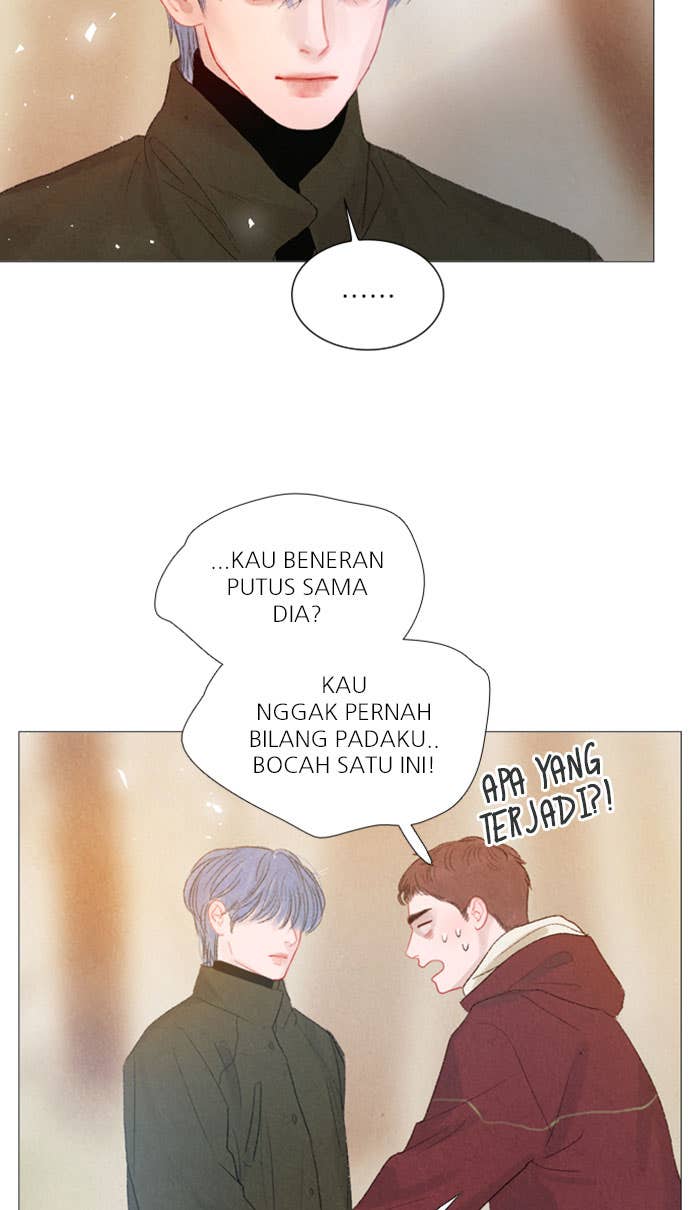 ......
...KAU BENERAN
PUTUS SAMA
DIA?
KAU
NGGAK PERNAH
BILANG PADAKU..
BOCAH SATU INI!
APA YANG
TERJADI?!